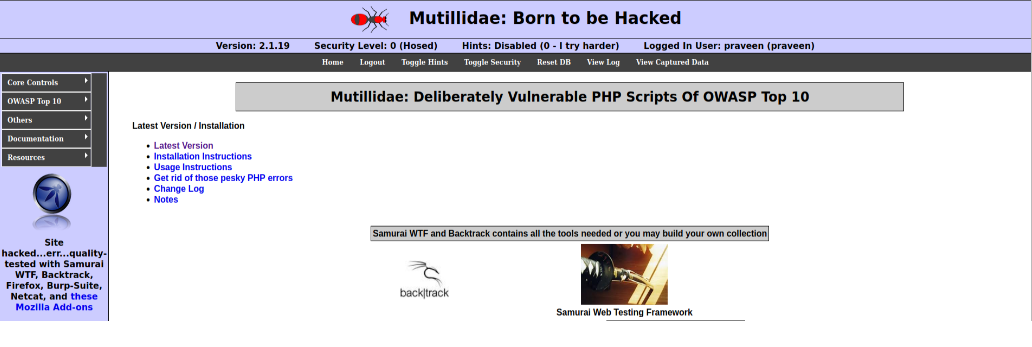 Mutillidae: Born to be Hacked
Version: 2.1.19 Security Level: 0 (Hosed) Hints: Disabled (0 - I try harder) Logged In User: praveen (praveen)
Home Logout Toggle Hints Toggle Security Reset DB View Log View Captured Data
Core Controls
OWASP Top 10
Others
Documentation
Resources
Site
hacked...err...quality-
tested with Samurai
WTF, Backtrack,
Firefox, Burp-Suite,
Netcat, and these
Mozilla Add-ons
Mutillidae: Deliberately Vulnerable PHP Scripts Of OWASP Top 10
Latest Version / Installation
Latest Version
Installation Instructions
Usage Instructions
Get rid of those pesky PHP errors
Change Log
Notes
Samurai WTF and Backtrack contains all the tools needed or you may build your own collection
back|track
Samurai Web Testing Framework